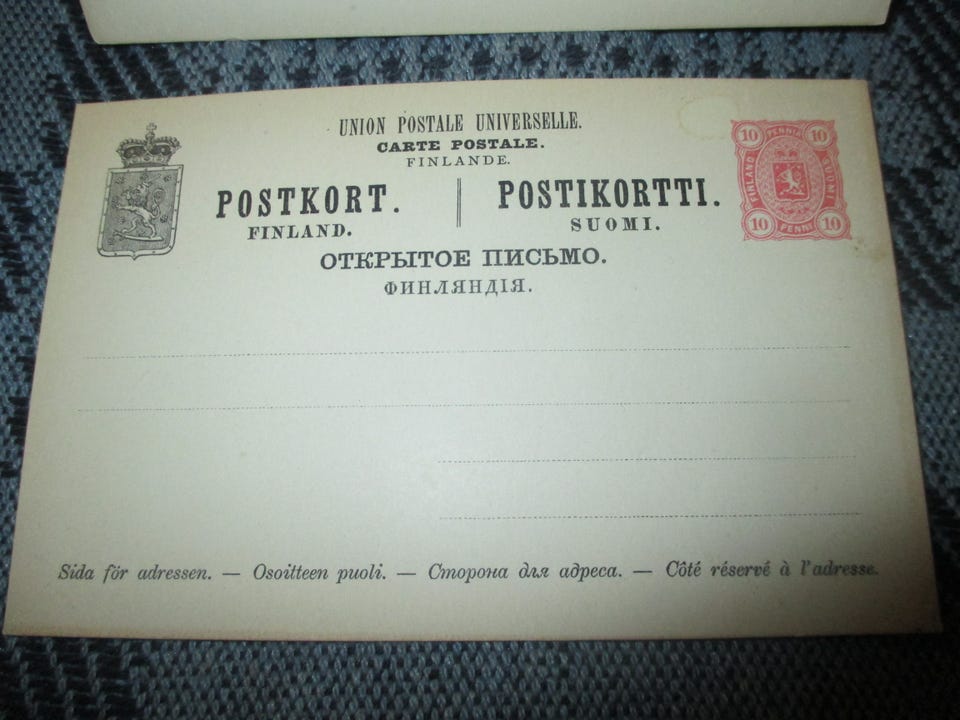 UNION POSTALE UNIVERSELLE.
CARTE POSTALE.
FINLANDE.
POSTKORT. POSTIKORTTI.
FINLAND. SUOMI.
ОТКРЫТОЕ ПИСЬМО.
ФИНЛЯНДІЯ.
10 PENNIÄ 10
FINLAND SUOMI
10 PENNI 10
Sida för adressen. — Osoitteen puoli. — Сторона для адреса. — Côté réservé à l'adresse.